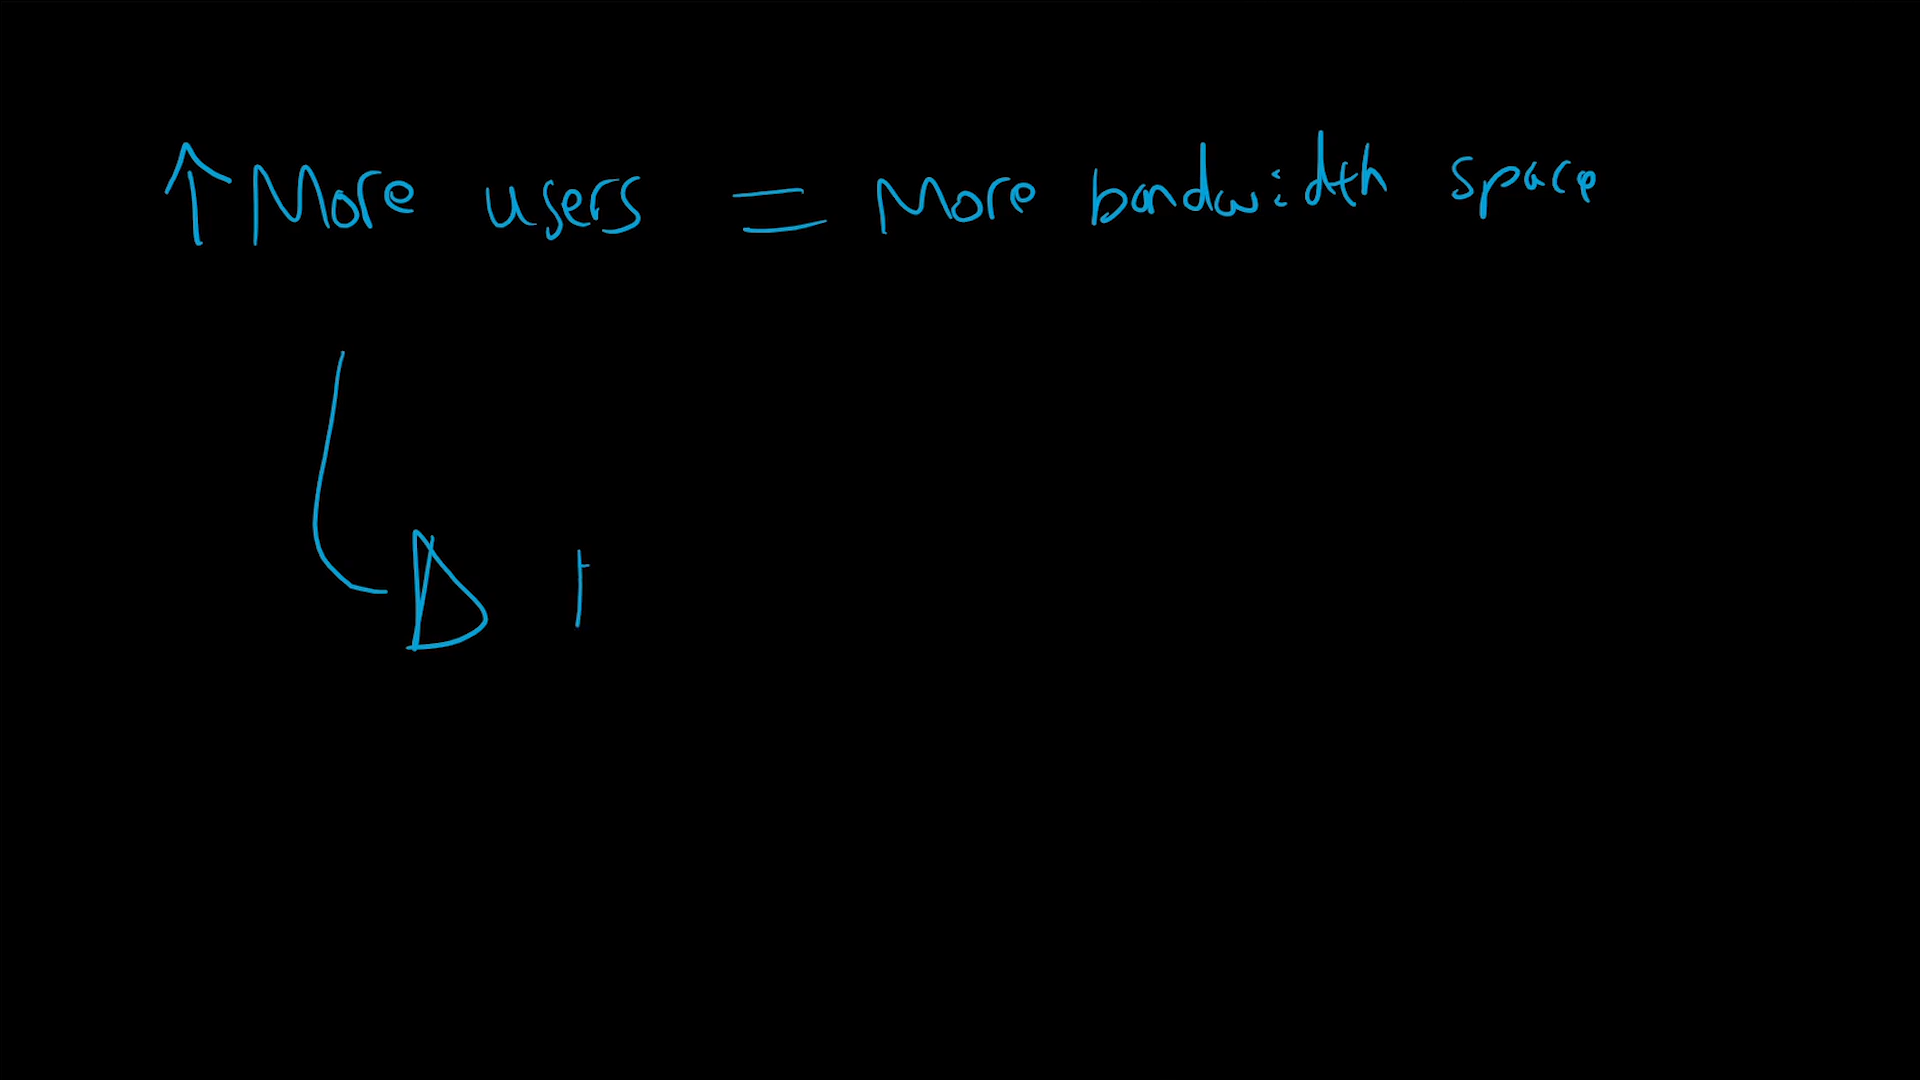 ↑ More users = More bandwidth space